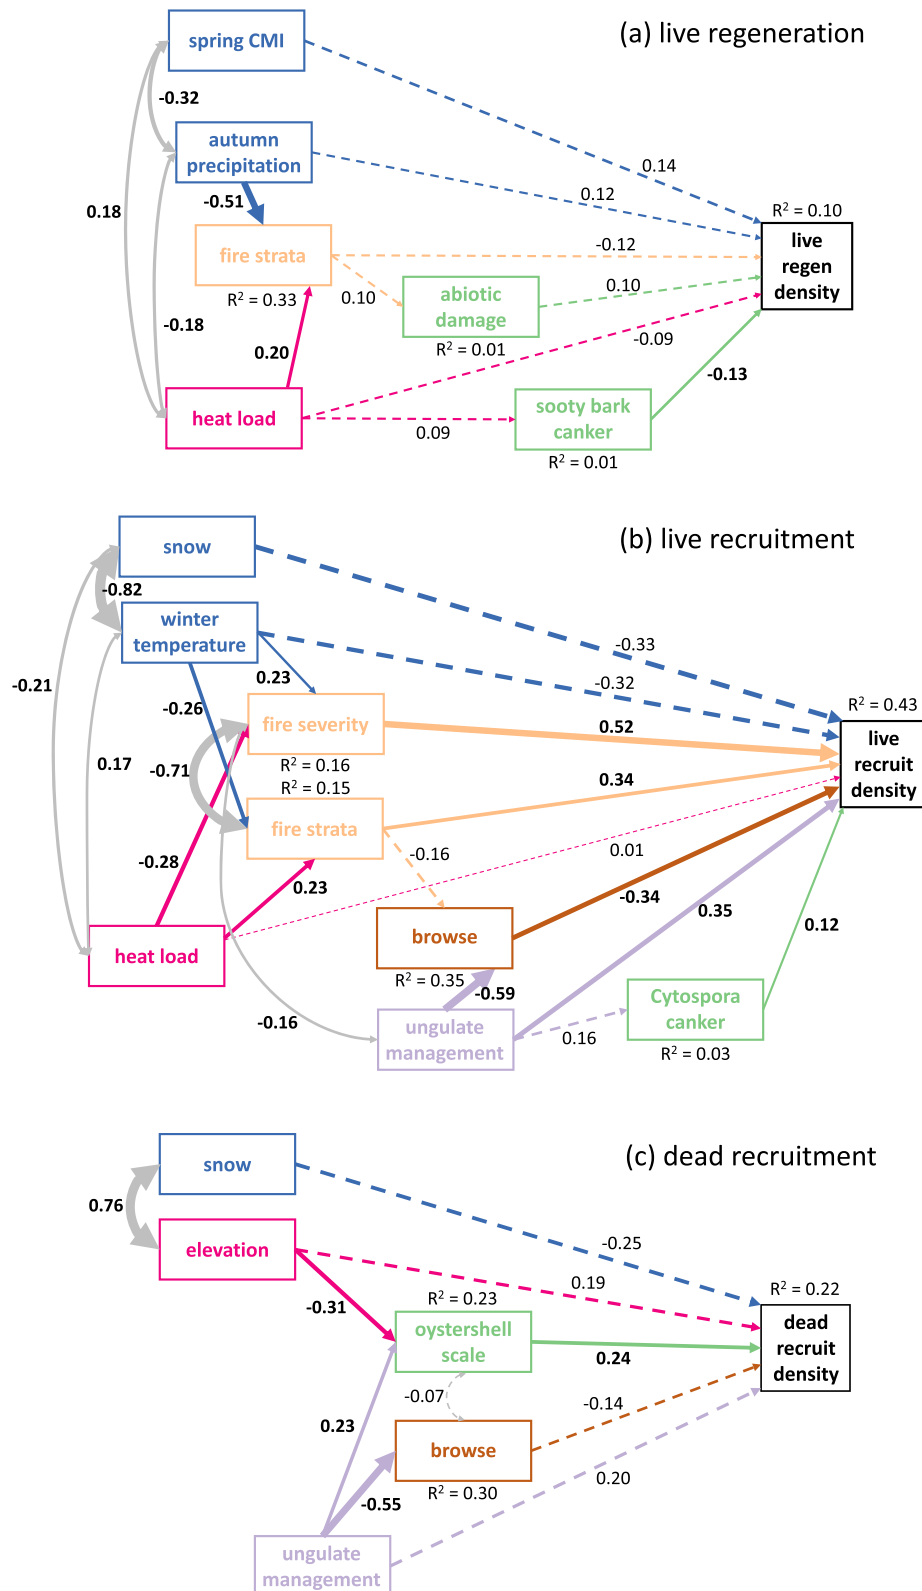 (a) live regeneration
spring CMI
-0.32
autumn
precipitation
0.14
0.12
0.18
-0.51
R² = 0.10
fire strata
-0.12
live
regen
density
R² = 0.33
0.10
abiotic
damage
0.10
-0.18
0.20
R² = 0.01
-0.09
-0.13
heat load
0.09
sooty bark
canker
R² = 0.01
(b) live recruitment
snow
-0.82
winter
temperature
-0.33
-0.21
0.23
-0.32
-0.26
R² = 0.43
fire severity
0.52
live
recruit
density
0.17
-0.71
R² = 0.16
R² = 0.15
0.34
fire strata
-0.16
0.01
-0.28
0.23
-0.34
0.35
0.12
heat load
browse
R² = 0.35
-0.59
-0.16
ungulate
management
0.16
Cytospora
canker
R² = 0.03
(c) dead recruitment
snow
0.76
elevation
-0.25
0.19
-0.31
R² = 0.22
R² = 0.23
oystershell
scale
0.24
dead
recruit
density
-0.07
-0.14
0.23
browse
0.20
R² = 0.30
-0.55
ungulate
management